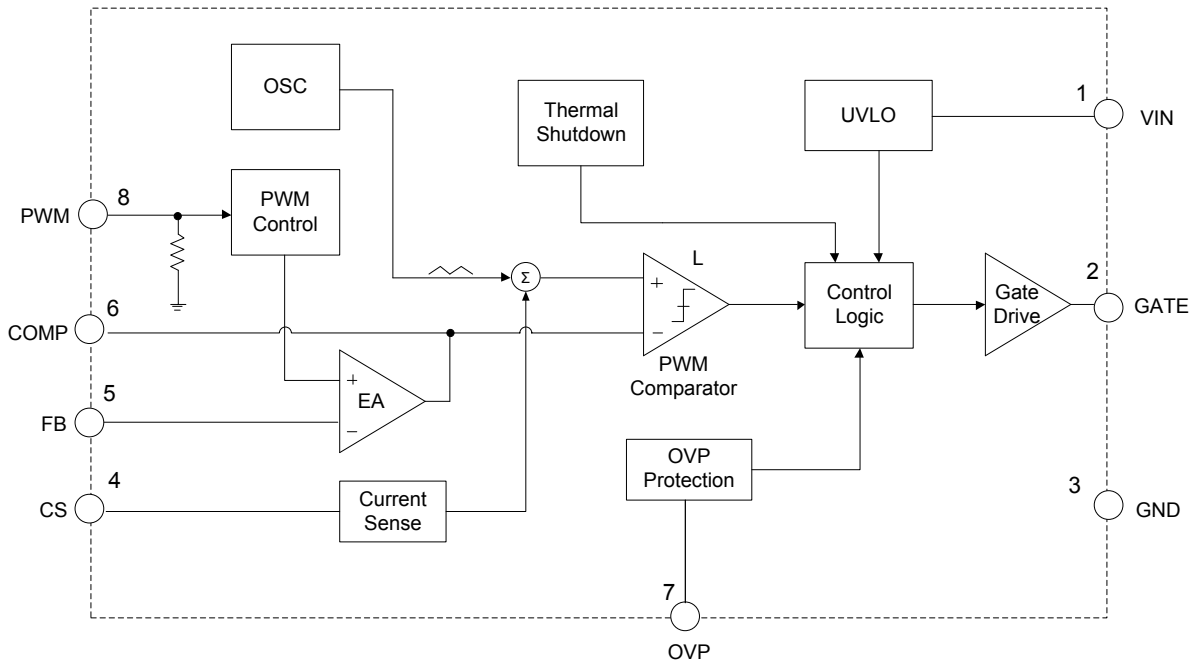 OSC
Thermal
Shutdown
UVLO
1
VIN
8
PWM
PWM
Control
Σ
L
+
−
PWM
Comparator
Control
Logic
Gate
Drive
2
GATE
6
COMP
5
FB
+
EA
−
4
CS
Current
Sense
OVP
Protection
3
GND
7
OVP